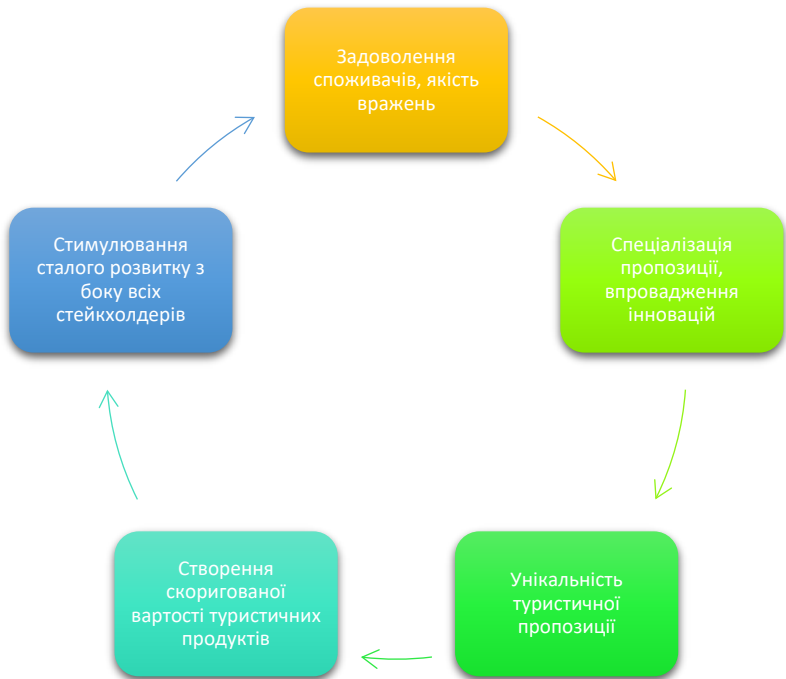 Задоволення
споживачів, якість
вражень
Спеціалізація
пропозиції,
впровадження
інновацій
Унікальність
туристичної
пропозиції
Створення
скоригованої
вартості туристичних
продуктів
Стимулювання
сталого розвитку з
боку всіх
стейкхолдерів